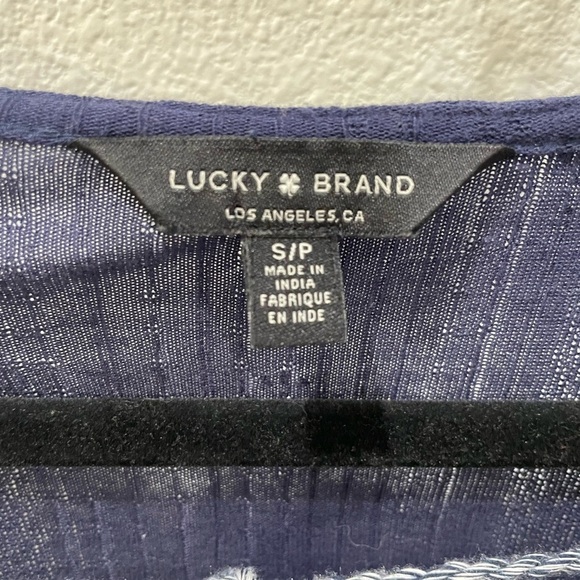 LUCKY BRAND
LOS ANGELES, CA
S/P
MADE IN
INDIA
FABRIQUE
EN INDE